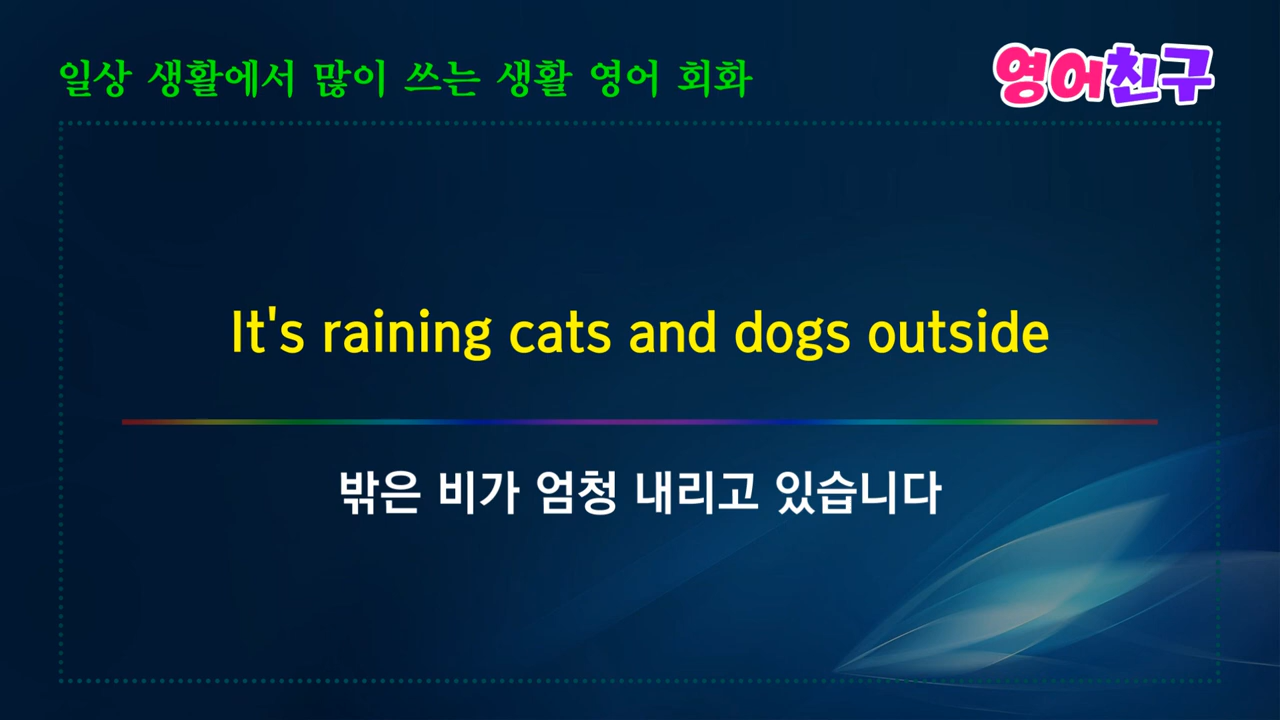 일상 생활에서 많이 쓰는 생활 영어 회화
영어친구
It's raining cats and dogs outside
밖은 비가 엄청 내리고 있습니다